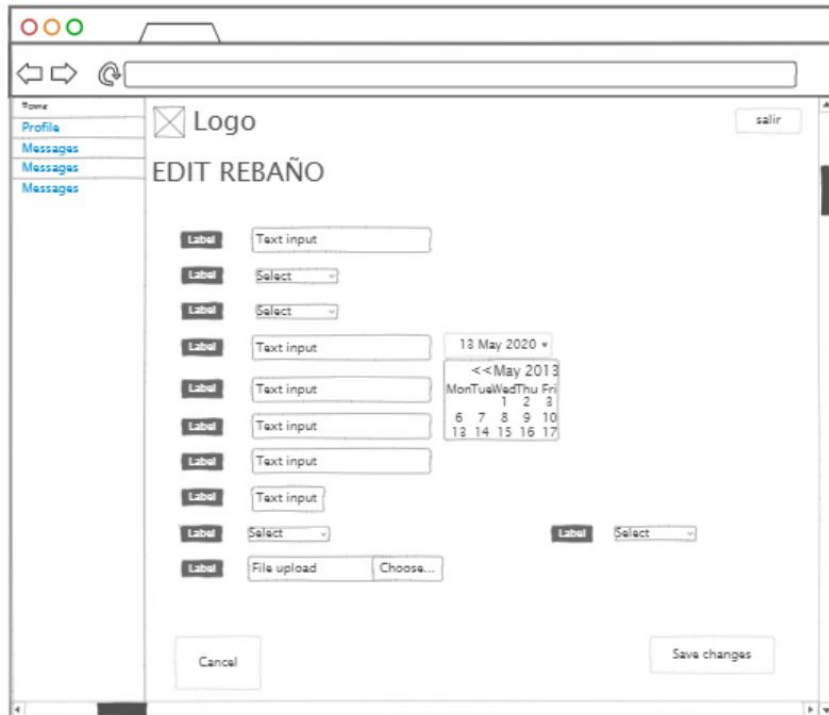 Home
Profile
Messages
Messages
Messages
Logo
salir
EDIT REBAÑO
Label Text input
Label Select
Label Select
Label Text input 13 May 2020
<<May 2013
MonTueWedThu Fri
1 2 3
Label Text input
6 7 8 9 10
Label Text input
13 14 15 16 17
Label Text input
Label Text input
Label Select Label Select
Label File upload Choose...
Cancel Save changes